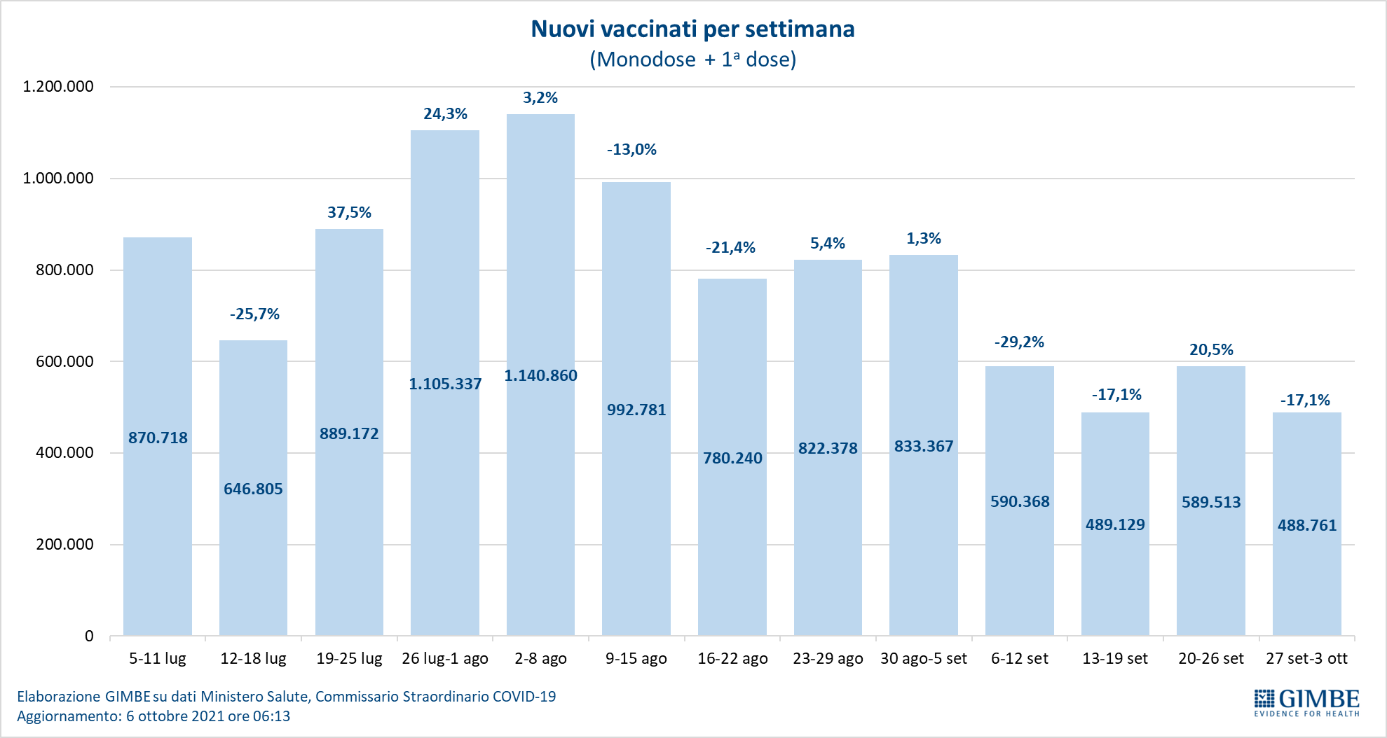 Nuovi vaccinati per settimana
(Monodose + 1ª dose)
1.200.000
1.000.000
800.000
600.000
400.000
200.000
0
-25,7%
37,5%
24,3%
3,2%
-13,0%
-21,4%
5,4%
1,3%
-29,2%
-17,1%
20,5%
-17,1%
870.718
646.805
889.172
1.105.337
1.140.860
992.781
780.240
822.378
833.367
590.368
489.129
589.513
488.761
5-11 lug
12-18 lug
19-25 lug
26 lug-1 ago
2-8 ago
9-15 ago
16-22 ago
23-29 ago
30 ago-5 set
6-12 set
13-19 set
20-26 set
27 set-3 ott
Elaborazione GIMBE su dati Ministero Salute, Commissario Straordinario COVID-19
Aggiornamento: 6 ottobre 2021 ore 06:13
GIMBE
EVIDENCE FOR HEALTH